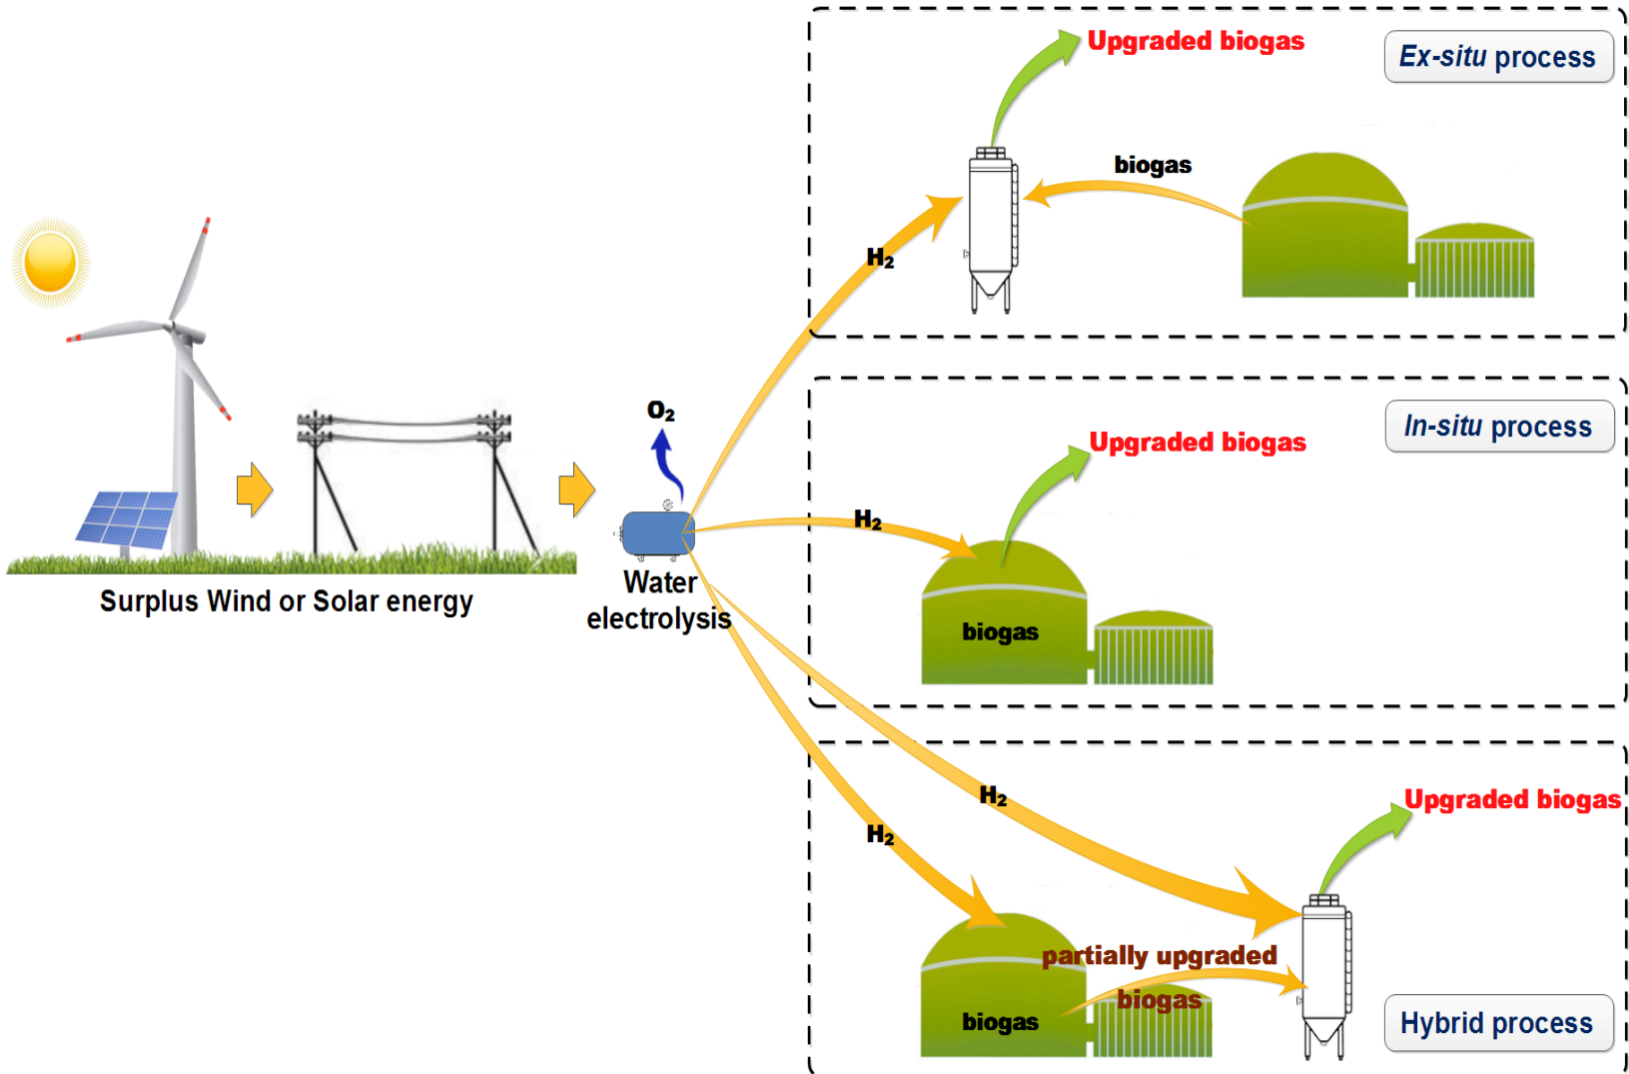 Upgraded biogas
Ex-situ process
biogas
H₂
Surplus Wind or Solar energy
O₂
Water
electrolysis
In-situ process
Upgraded biogas
H₂
biogas
H₂
H₂
Upgraded biogas
partially upgraded
biogas
biogas
Hybrid process